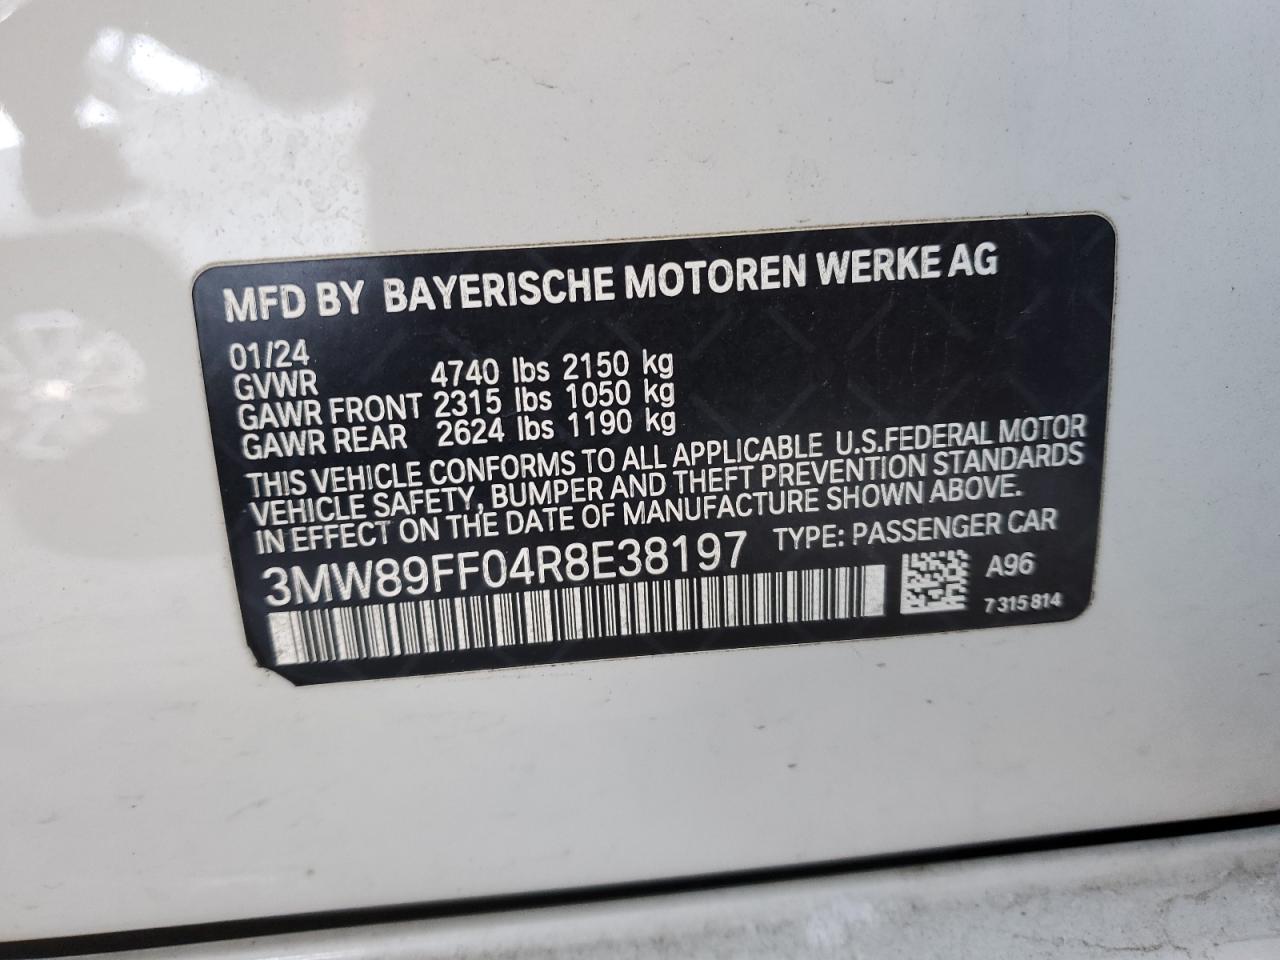 MFD BY BAYERISCHE MOTOREN WERKE AG
01/24
GVWR 4740 lbs 2150 kg
GAWR FRONT 2315 lbs 1050 kg
GAWR REAR 2624 lbs 1190 kg
THIS VEHICLE CONFORMS TO ALL APPLICABLE U.S.FEDERAL MOTOR
VEHICLE SAFETY, BUMPER AND THEFT PREVENTION STANDARDS
IN EFFECT ON THE DATE OF MANUFACTURE SHOWN ABOVE.
3MW89FF04R8E38197 TYPE: PASSENGER CAR
A96
7 315 814